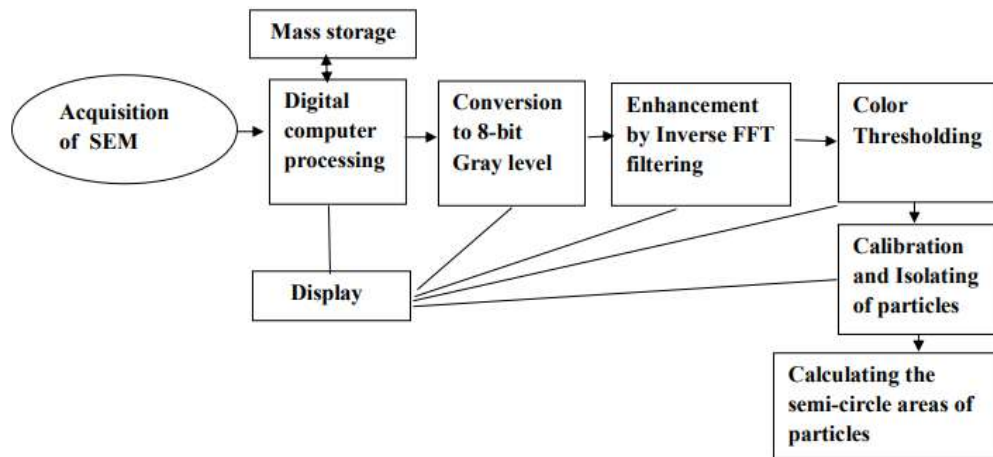 Mass storage
Acquisition
of SEM
Digital
computer
processing
Conversion
to 8-bit
Gray level
Enhancement
by Inverse FFT
filtering
Color
Thresholding
Display
Calibration
and Isolating
of particles
Calculating the
semi-circle areas of
particles